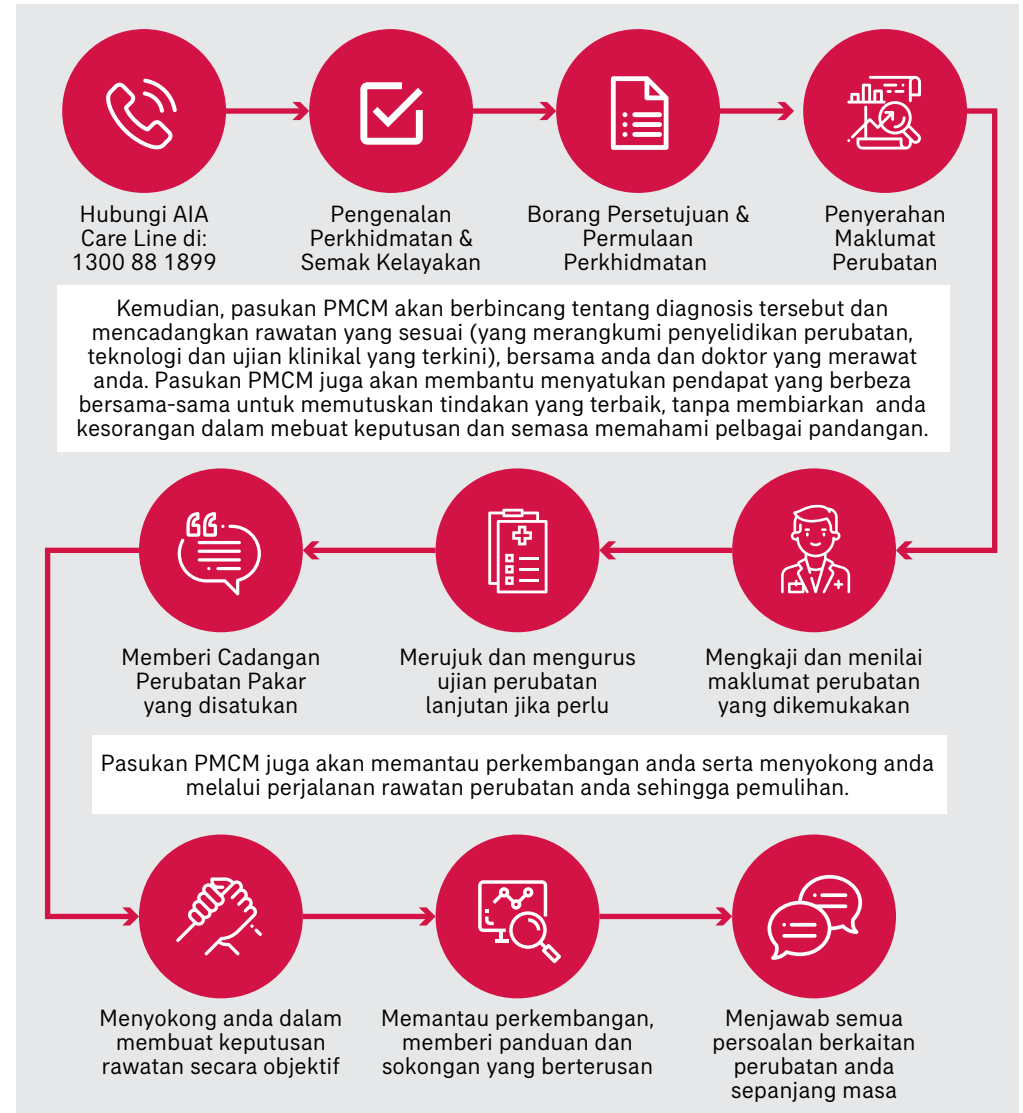 Hubungi AIA
Care Line di:
1300 88 1899
Pengenalan
Perkhidmatan &
Semak Kelayakan
Borang Persetujuan &
Permulaan
Perkhidmatan
Penyerahan
Maklumat
Perubatan
Kemudian, pasukan PMCM akan berbincang tentang diagnosis tersebut dan
mencadangkan rawatan yang sesuai (yang merangkumi penyelidikan perubatan,
teknologi dan ujian klinikal yang terkini), bersama anda dan doktor yang merawat
anda. Pasukan PMCM juga akan membantu menyatukan pendapat yang berbeza
bersama-sama untuk memutuskan tindakan yang terbaik, tanpa membiarkan anda
kesorangan dalam mebuat keputusan dan semasa memahami pelbagai pandangan.
Mengkaji dan menilai
maklumat perubatan
yang dikemukakan
Merujuk dan mengurus
ujian perubatan
lanjutan jika perlu
Memberi Cadangan
Perubatan Pakar
yang disatukan
Pasukan PMCM juga akan memantau perkembangan anda serta menyokong anda
melalui perjalanan rawatan perubatan anda sehingga pemulihan.
Menyokong anda dalam
membuat keputusan
rawatan secara objektif
Memantau perkembangan,
memberi panduan dan
sokongan yang berterusan
Menjawab semua
persoalan berkaitan
perubatan anda
sepanjang masa